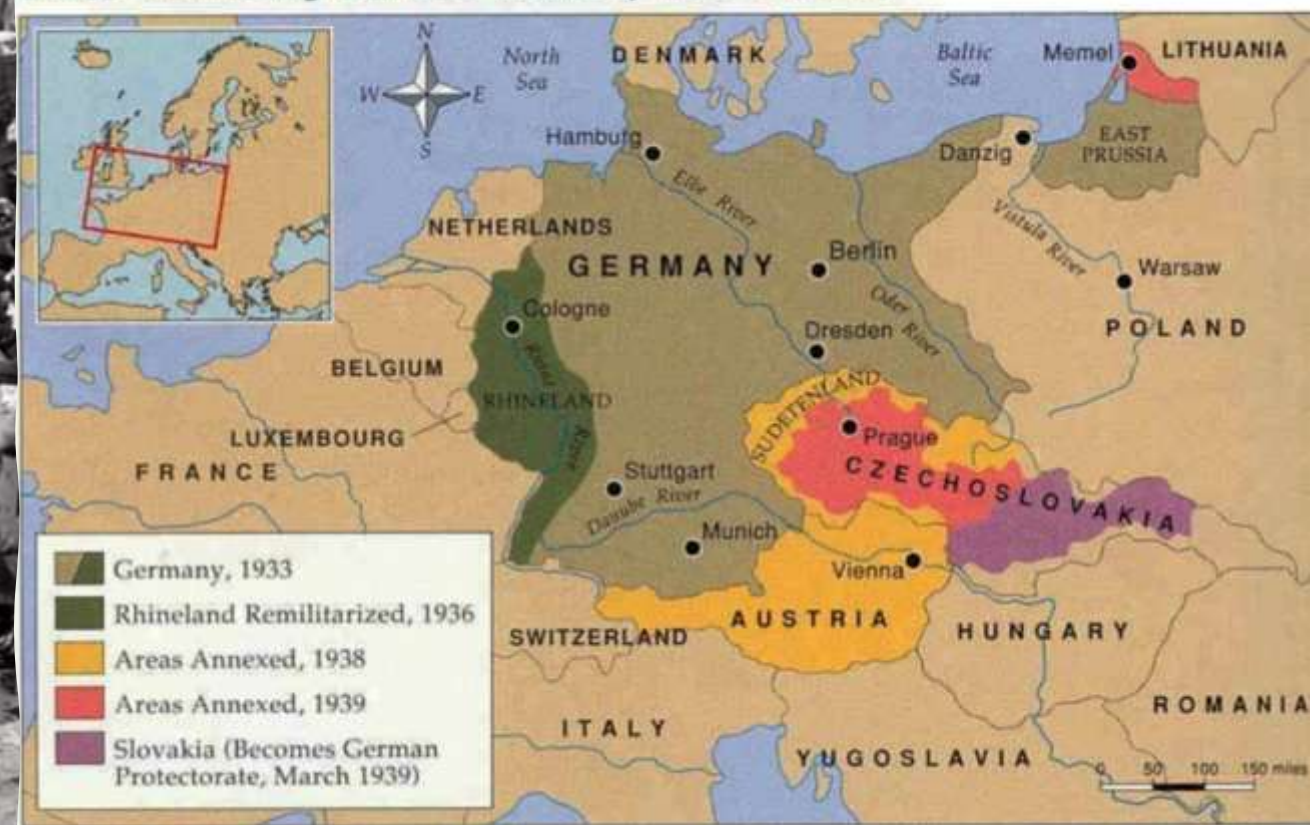 N
W
E
S
North
Sea
DENMARK
Baltic
Sea
Memel
LITHUANIA
Hamburg
Danzig
EAST
PRUSSIA
Elbe River
Vistula River
NETHERLANDS
GERMANY
Berlin
Warsaw
Cologne
Oder River
Dresden
POLAND
BELGIUM
Rhine
River
RHINELAND
SUDETENLAND
LUXEMBOURG
Prague
FRANCE
Stuttgart
CZECHOSLOVAKIA
Danube River
Munich
Vienna
AUSTRIA
SWITZERLAND
HUNGARY
ITALY
ROMANIA
YUGOSLAVIA
0 50 100 150 miles
Germany, 1933
Rhineland Remilitarized, 1936
Areas Annexed, 1938
Areas Annexed, 1939
Slovakia (Becomes German
Protectorate, March 1939)